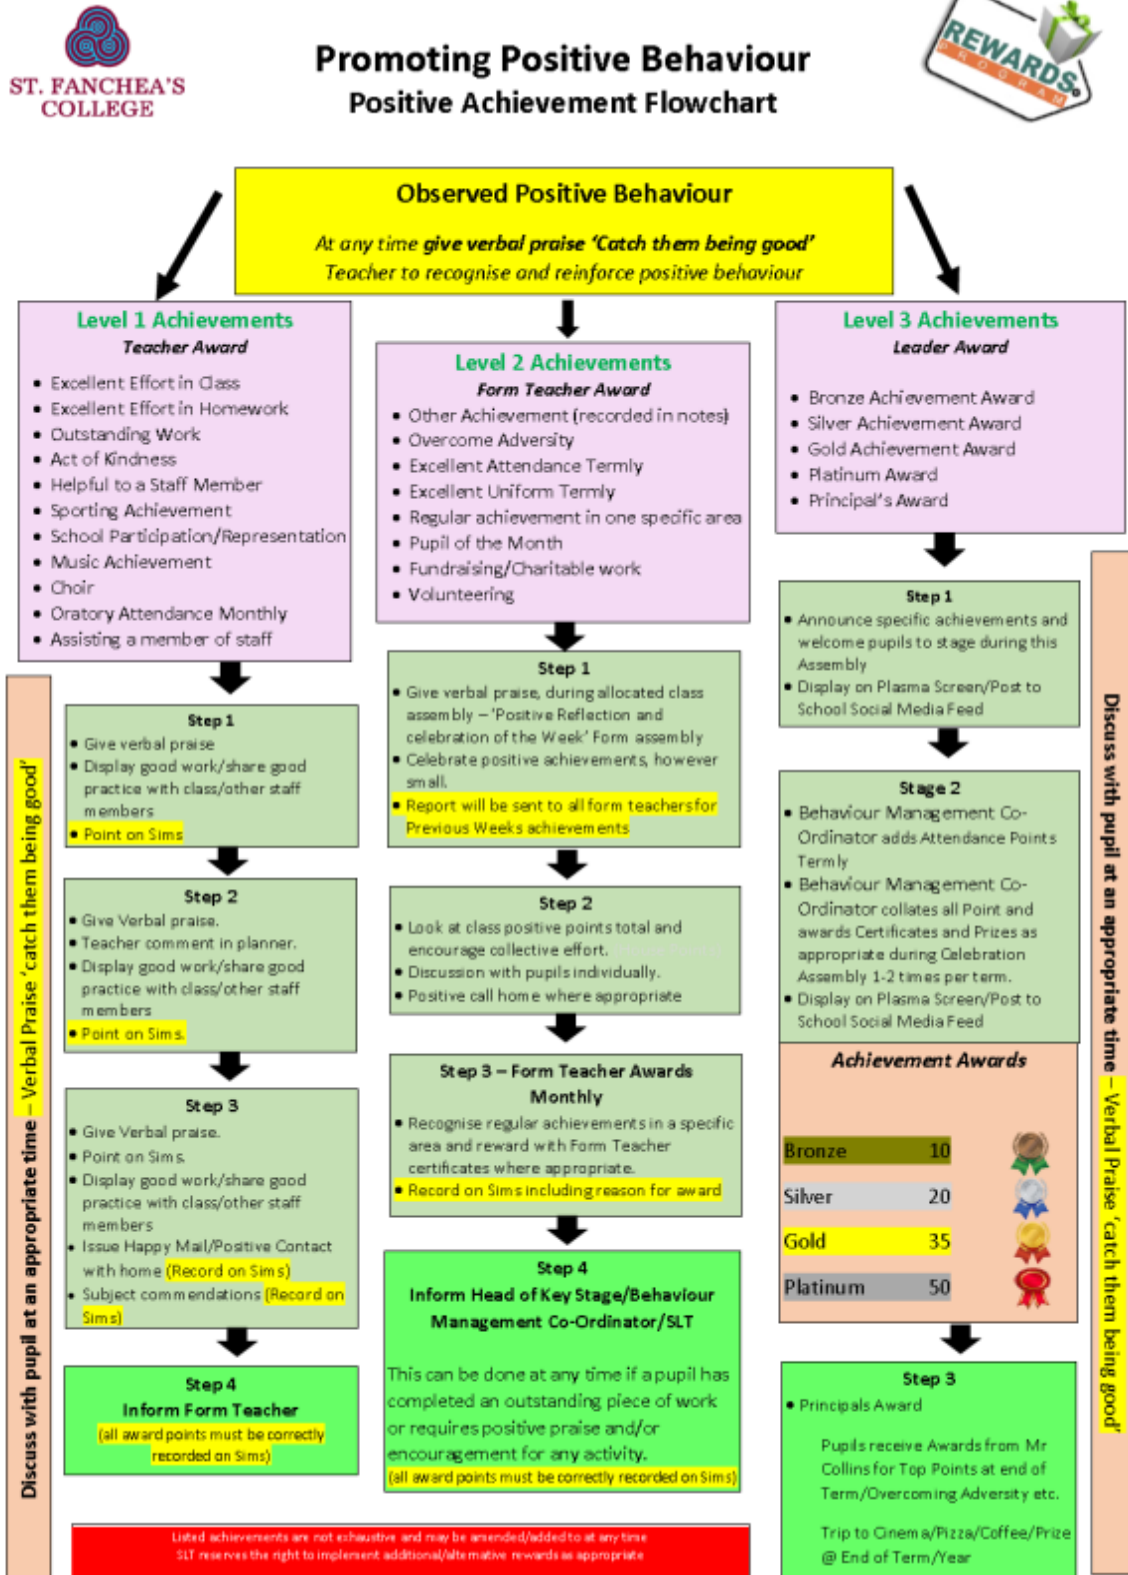 ST. FANCHEA'S
COLLEGE
Promoting Positive Behaviour
Positive Achievement Flowchart
REWARDS
PROGRAM
Observed Positive Behaviour
At any time give verbal praise 'Catch them being good'
Teacher to recognise and reinforce positive behaviour
Level 1 Achievements
Teacher Award
• Excellent Effort in Class
• Excellent Effort in Homework
• Outstanding Work
• Act of Kindness
• Helpful to a Staff Member
• Sporting Achievement
• School Participation/Representation
• Music Achievement
• Choir
• Oratory Attendance Monthly
• Assisting a member of staff
Step 1
• Give verbal praise
• Display good work/share good
practice with class/other staff
members
• Point on Sims
Step 2
• Give Verbal praise.
• Teacher comment in planner.
• Display good work/share good
practice with class/other staff
members
• Point on Sims.
Step 3
• Give Verbal praise.
• Point on Sims.
• Display good work/share good
practice with class/other staff
members
• Issue Happy Mail/Positive Contact
with home (Record on Sims)
• Subject commendations (Record on
Sims)
Step 4
Inform Form Teacher
(all award points must be correctly
recorded on Sims)
Level 2 Achievements
Form Teacher Award
• Other Achievement (recorded in notes)
• Overcome Adversity
• Excellent Attendance Termly
• Excellent Uniform Termly
• Regular achievement in one specific area
• Pupil of the Month
• Fundraising/Charitable work
• Volunteering
Step 1
• Give verbal praise, during allocated class
assembly – 'Positive Reflection and
celebration of the Week' Form assembly
• Celebrate positive achievements, however
small.
• Report will be sent to all form teachers for
Previous Weeks achievements
Step 2
• Look at class positive points total and
encourage collective effort.
• Discussion with pupils individually.
• Positive call home where appropriate
Step 3 – Form Teacher Awards
Monthly
• Recognise regular achievements in a specific
area and reward with Form Teacher
certificates where appropriate.
• Record on Sims including reason for award
Step 4
Inform Head of Key Stage/Behaviour
Management Co-Ordinator/SLT
This can be done at any time if a pupil has
completed an outstanding piece of work
or requires positive praise and/or
encouragement for any activity.
(all award points must be correctly recorded on Sims)
Level 3 Achievements
Leader Award
• Bronze Achievement Award
• Silver Achievement Award
• Gold Achievement Award
• Platinum Award
• Principal's Award
Step 1
• Announce specific achievements and
welcome pupils to stage during this
Assembly
• Display on Plasma Screen/Post to
School Social Media Feed
Stage 2
• Behaviour Management Co-
Ordinator adds Attendance Points
Termly
• Behaviour Management Co-
Ordinator collates all Point and
awards Certificates and Prizes as
appropriate during Celebration
Assembly 1-2 times per term.
• Display on Plasma Screen/Post to
School Social Media Feed
Achievement Awards
Bronze 10
Silver 20
Gold 35
Platinum 50
Step 3
• Principals Award
Pupils receive Awards from Mr
Collins for Top Points at end of
Term/Overcoming Adversity etc.
Trip to Cinema/Pizza/Coffee/Prize
@ End of Term/Year
Discuss with pupil at an appropriate time – Verbal Praise 'catch them being good'
Discuss with pupil at an appropriate time – Verbal Praise 'catch them being good'
Listed achievements are not exhaustive and may be amended/added to at any time
SLT reserves the right to implement additional/alternative rewards as appropriate